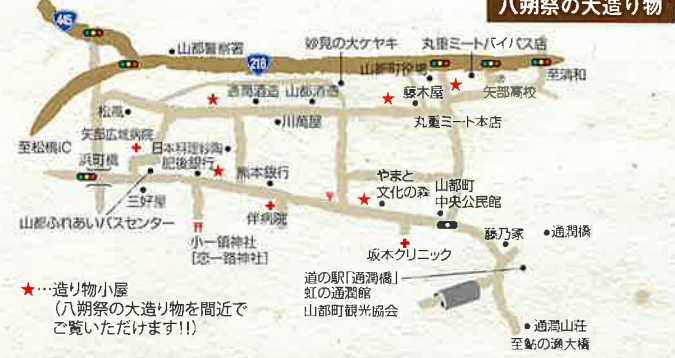 八朔祭の大造り物
445
218
山都警察署
妙見の大ケヤキ
丸重ミートバイパス店
山都町役場
至清和
通潤酒造
山都酒造
藤木屋
矢部高校
松風
川萬屋
丸重ミート本店
至松橋IC
矢部広域病院
日本料理紗陶
浜町橋
肥後銀行
熊本銀行
やまと
文化の森
山都町
中央公民館
三好屋
山都ふれあいバスセンター
伴病院
小一領神社
[恋一路神社]
坂本クリニック
藤乃家
通潤橋
道の駅「通潤橋」
虹の通潤館
山都町観光協会
★…造り物小屋
(八朔祭の大造り物を間近で
ご覧いただけます!!)
通潤山荘
至鮎の瀬大橋